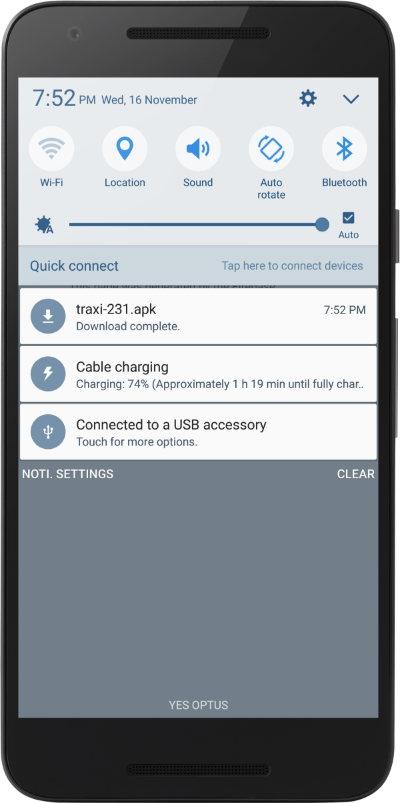 7:52 PM Wed, 16 November
Wi-Fi
Location
Sound
Auto
rotate
Bluetooth
A
Auto
Quick connect
Tap here to connect devices
traxi-231.apk
7:52 PM
Download complete.
Cable charging
Charging: 74% (Approximately 1 h 19 min until fully char..
Connected to a USB accessory
Touch for more options.
NOTI. SETTINGS
CLEAR
YES OPTUS